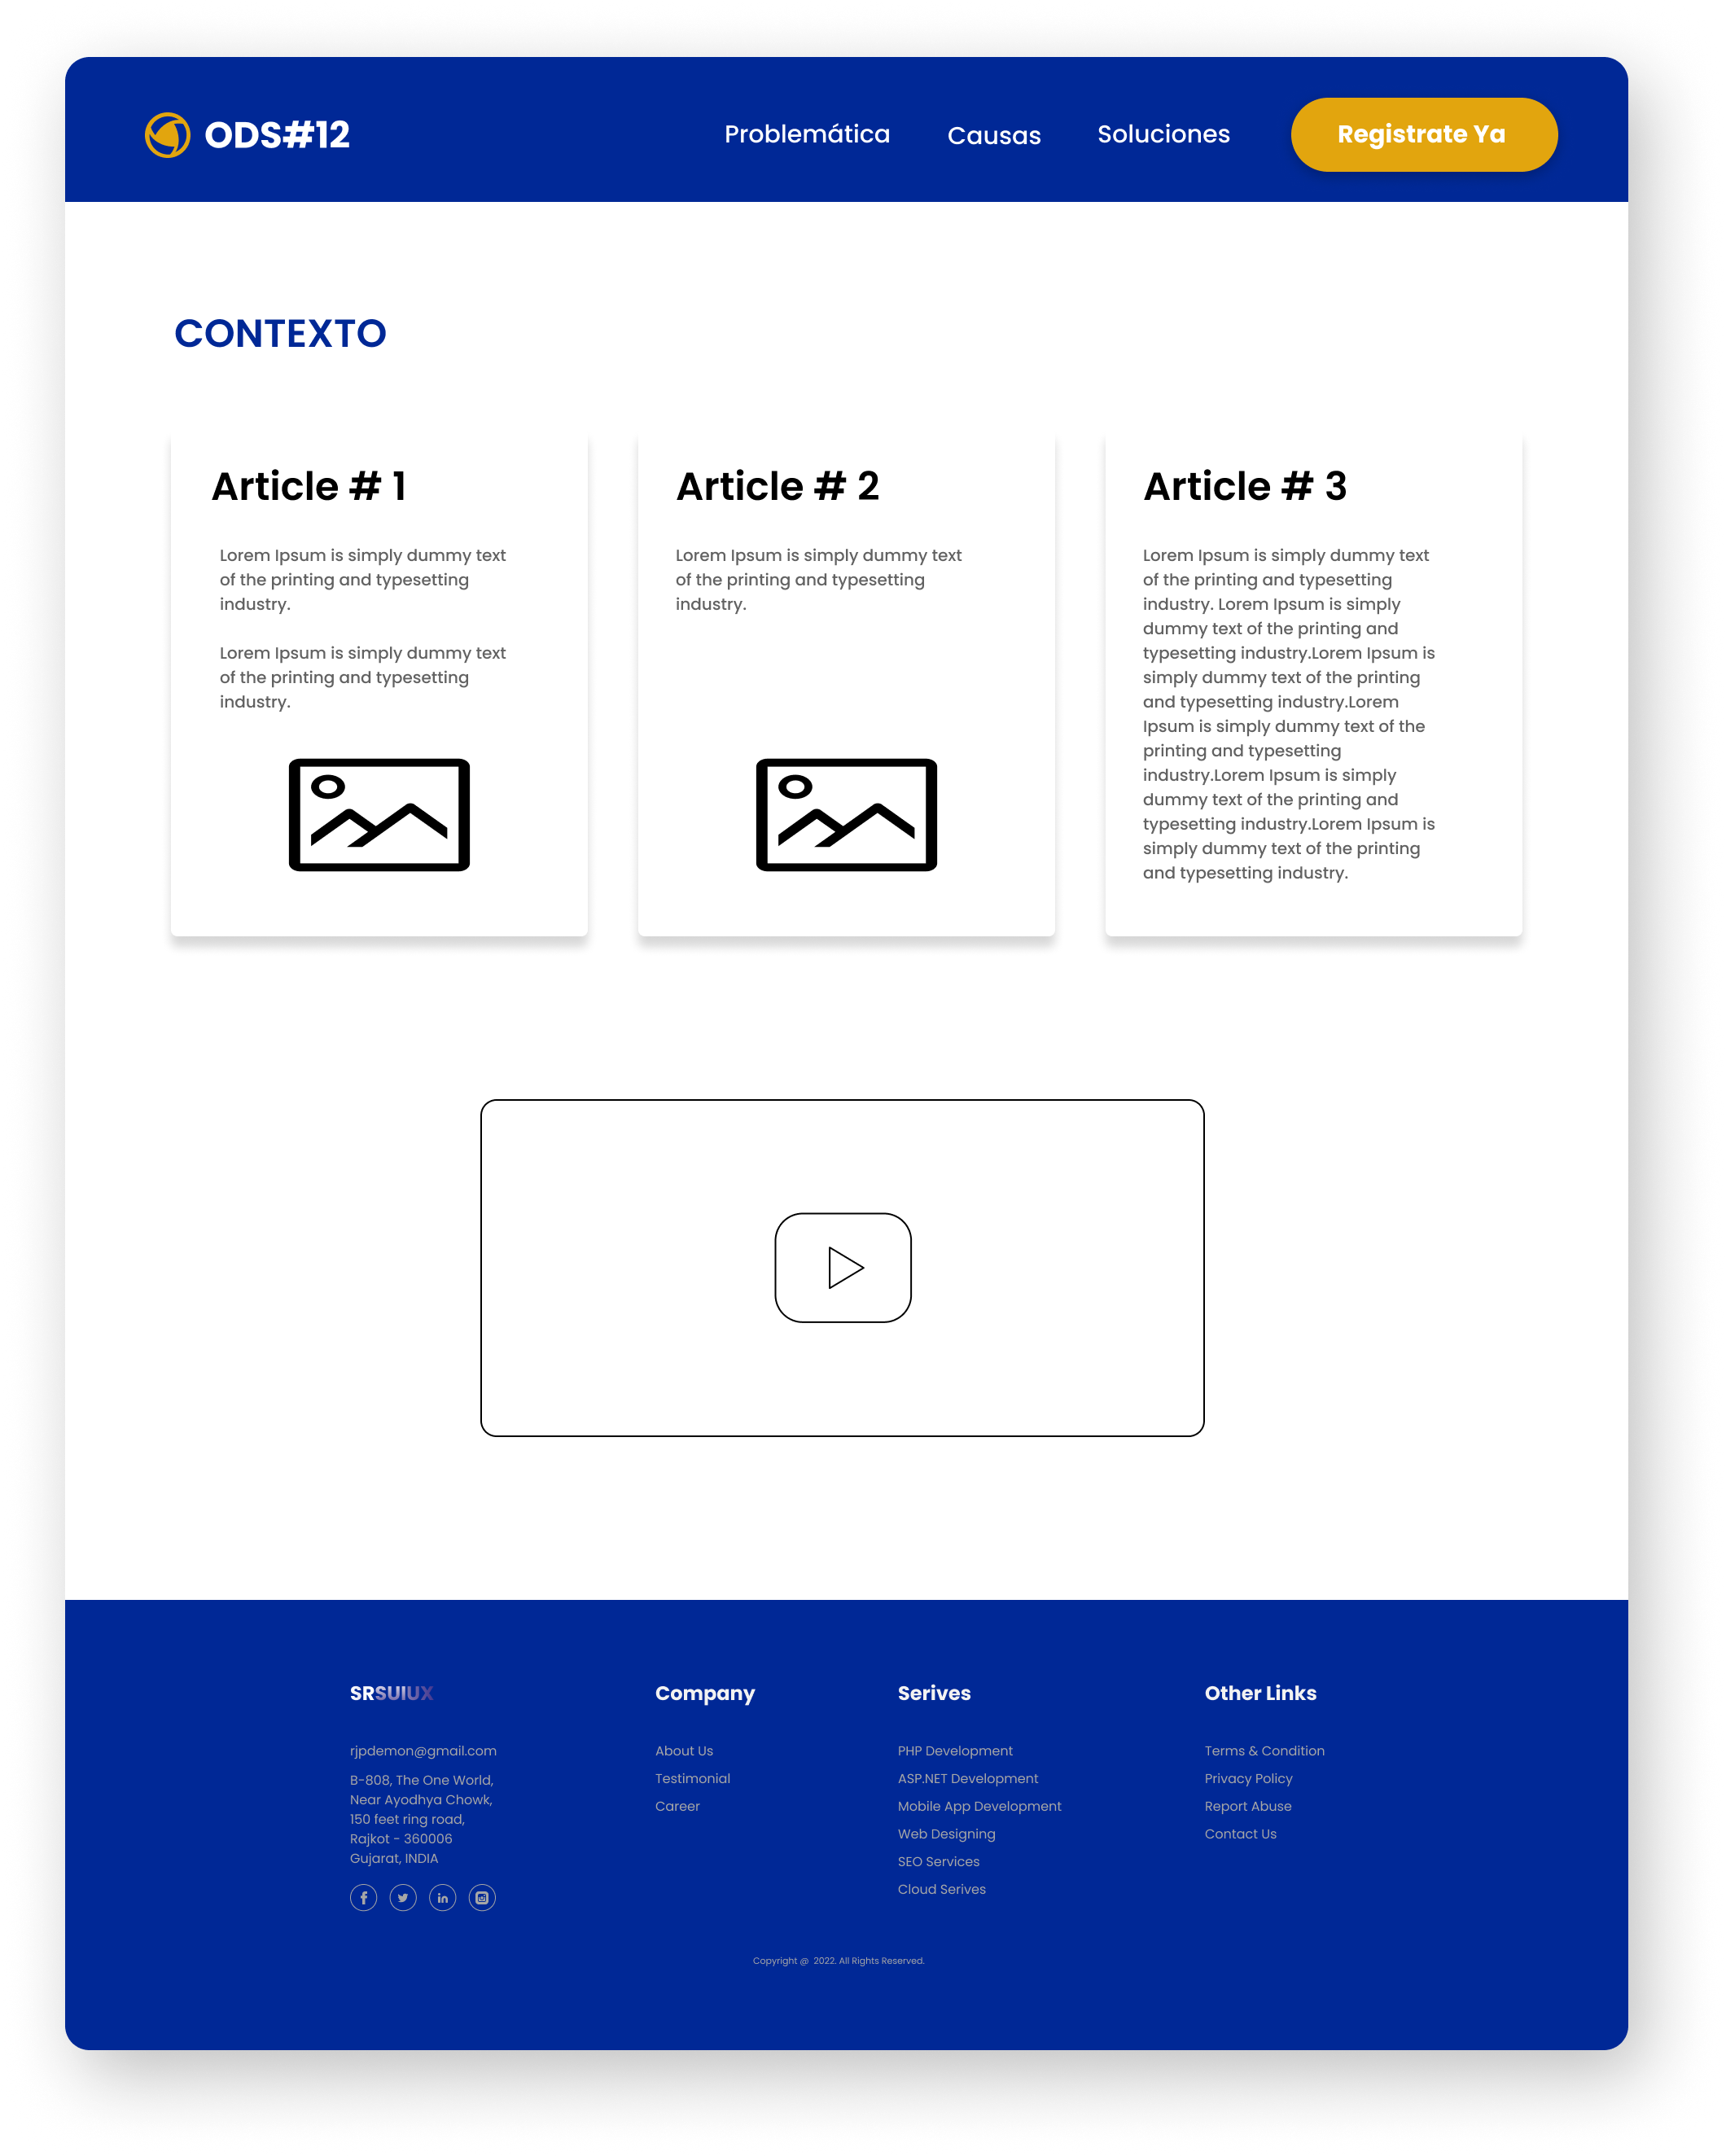 ODS#12
Problemática
Causas
Soluciones
Registrate Ya
CONTEXTO
Article # 1
Lorem Ipsum is simply dummy text
of the printing and typesetting
industry.
Lorem Ipsum is simply dummy text
of the printing and typesetting
industry.
Article # 2
Lorem Ipsum is simply dummy text
of the printing and typesetting
industry.
Article # 3
Lorem Ipsum is simply dummy text
of the printing and typesetting
industry. Lorem Ipsum is simply
dummy text of the printing and
typesetting industry.Lorem Ipsum is
simply dummy text of the printing
and typesetting industry.Lorem
Ipsum is simply dummy text of the
printing and typesetting
industry.Lorem Ipsum is simply
dummy text of the printing and
typesetting industry.Lorem Ipsum is
simply dummy text of the printing
and typesetting industry.
SRSUIUX
rjpdemon@gmail.com
B-808, The One World,
Near Ayodhya Chowk,
150 feet ring road,
Rajkot - 360006
Gujarat, INDIA
Company
About Us
Testimonial
Career
Serives
PHP Development
ASP.NET Development
Mobile App Development
Web Designing
SEO Services
Cloud Serives
Other Links
Terms & Condition
Privacy Policy
Report Abuse
Contact Us
Copyright @  2022. All Rights Reserved.